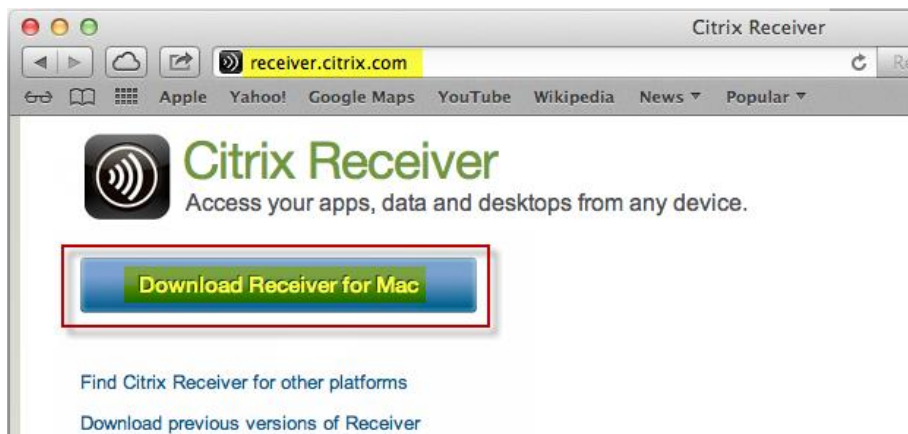 Citrix Receiver
receiver.citrix.com
Apple Yahoo! Google Maps YouTube Wikipedia News Popular
Citrix Receiver
Access your apps, data and desktops from any device.
Download Receiver for Mac
Find Citrix Receiver for other platforms
Download previous versions of Receiver